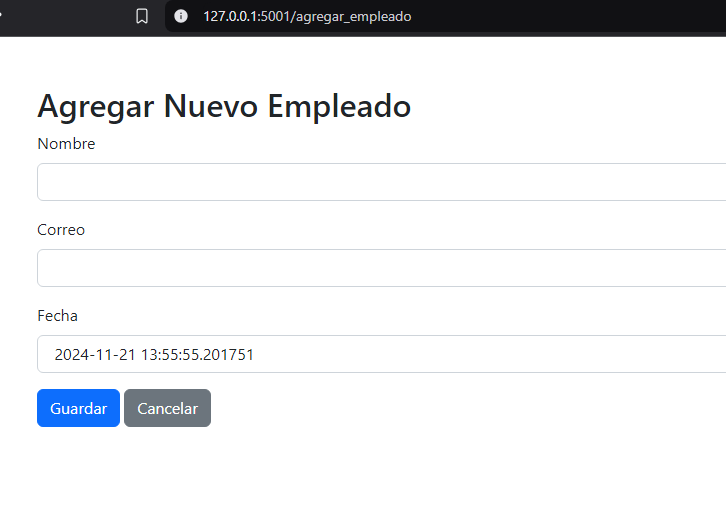 127.0.0.1:5001/agregar_empleado
Agregar Nuevo Empleado
Nombre
Correo
Fecha
2024-11-21 13:55:55.201751
Guardar Cancelar